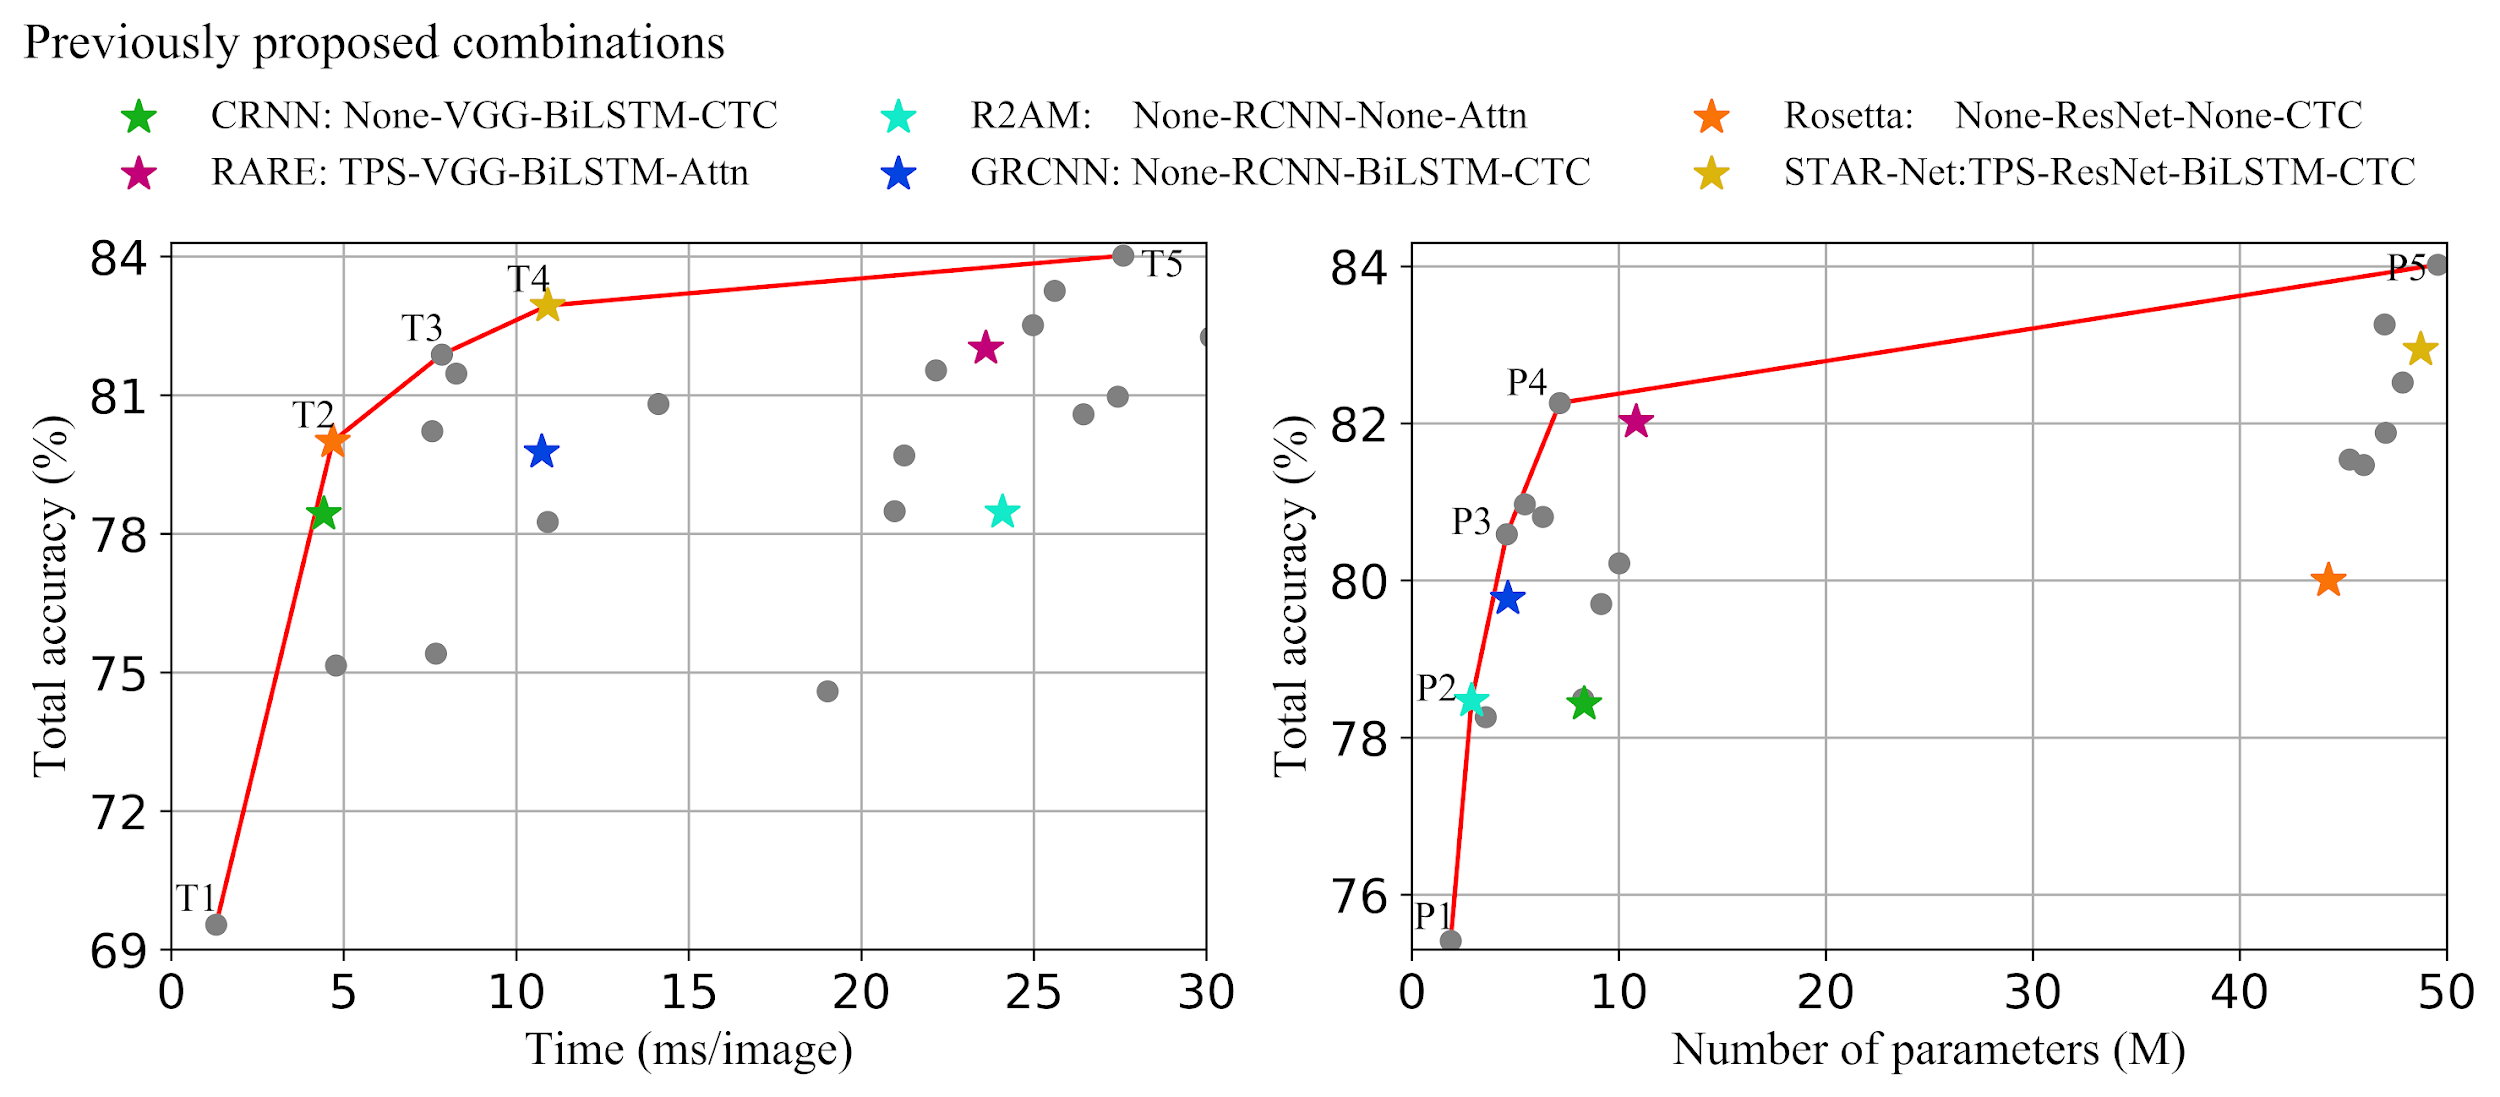 Previously proposed combinations
CRNN: None-VGG-BiLSTM-CTC R2AM: None-RCNN-None-Attn Rosetta: None-ResNet-None-CTC
RARE: TPS-VGG-BiLSTM-Attn GRCNN: None-RCNN-BiLSTM-CTC STAR-Net:TPS-ResNet-BiLSTM-CTC
Total accuracy (%)
84
81
78
75
72
69
T1
T2
T3
T4
T5
0 5 10 15 20 25 30
Time (ms/image)
Total accuracy (%)
84
82
80
78
76
P1
P2
P3
P4
P5
0 10 20 30 40 50
Number of parameters (M)